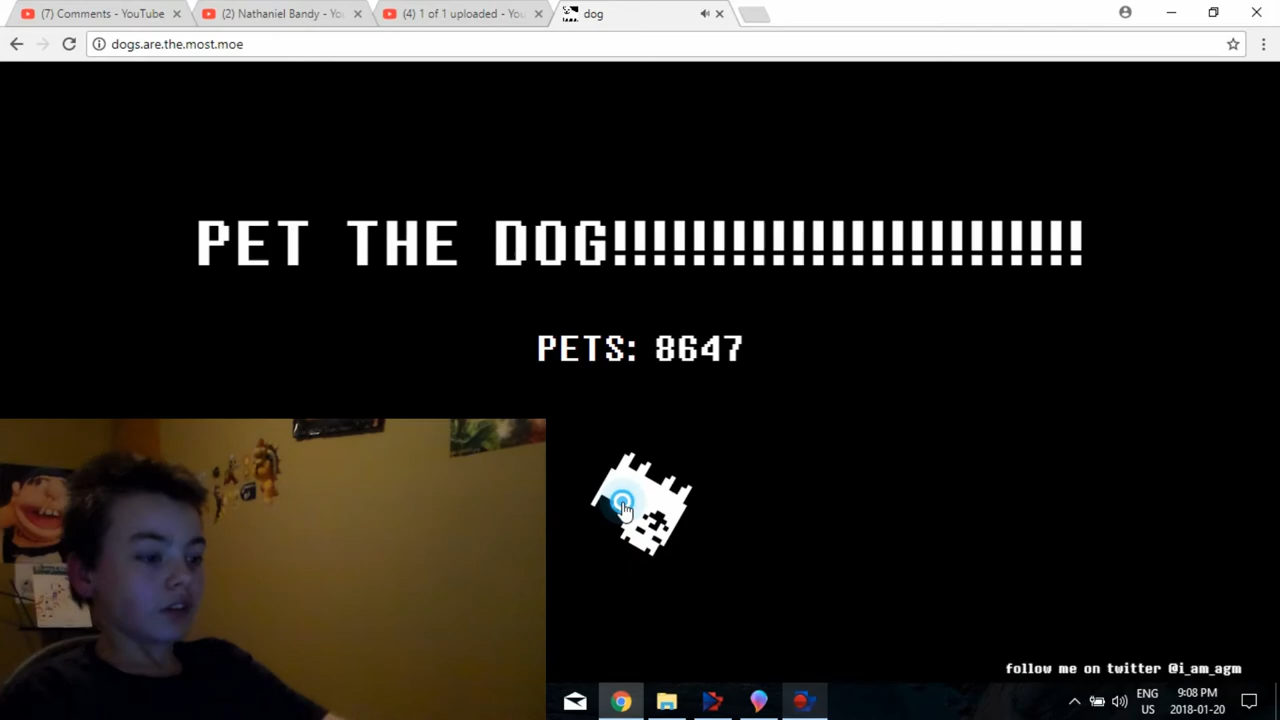 (7) Comments - YouTube
(2) Nathaniel Bandy - You
(4) 1 of 1 uploaded - You
dog
dogs.are.the.most.moe
PET THE DOG!!!!!!!!!!!!!!!!!!!!!!!!
PETS: 8647
follow me on twitter @i_am_agm
ENG
US
9:08 PM
2018-01-20